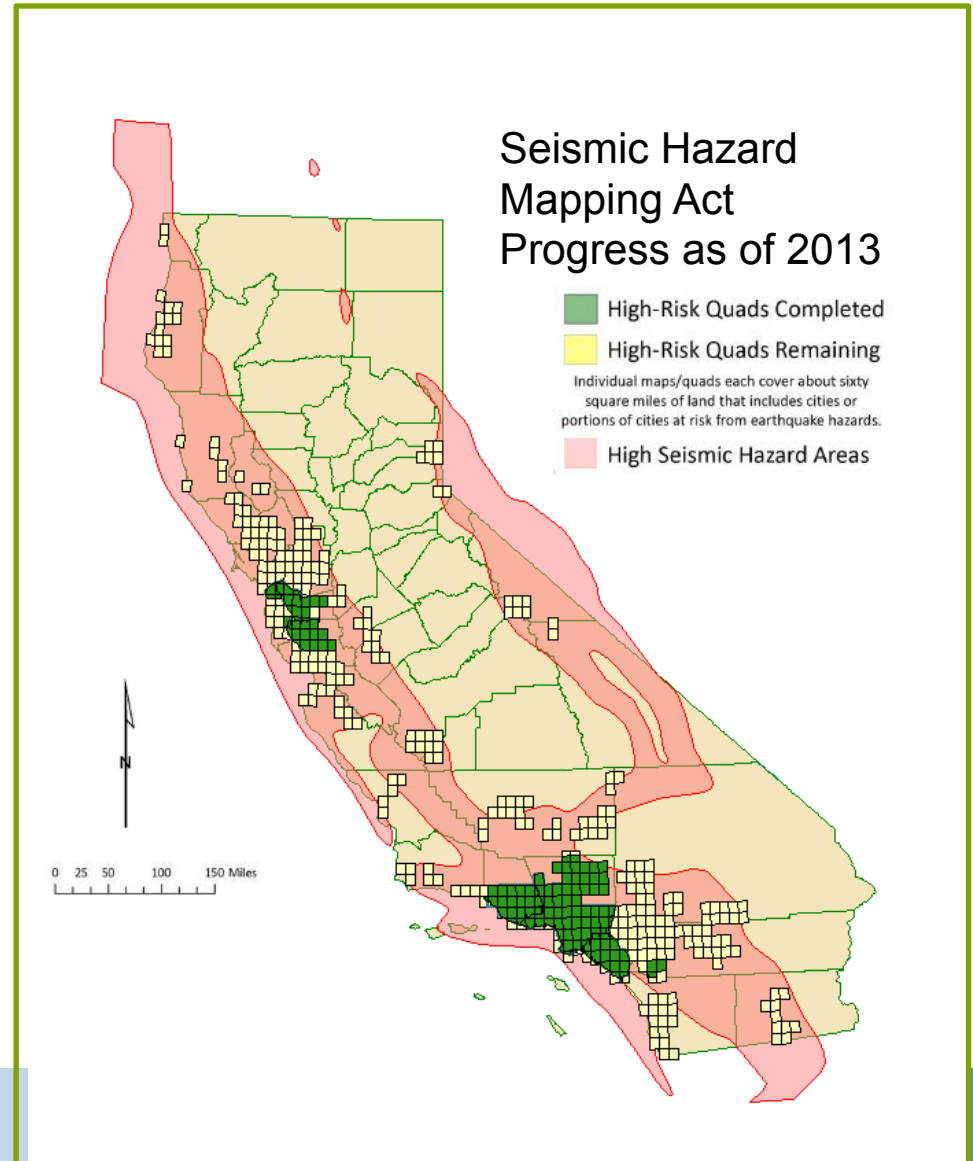 Seismic Hazard
Mapping Act
Progress as of 2013
High-Risk Quads Completed
High-Risk Quads Remaining
Individual maps/quads each cover about sixty
square miles of land that includes cities or
portions of cities at risk from earthquake hazards.
High Seismic Hazard Areas
N
0 25 50 100 150 Miles